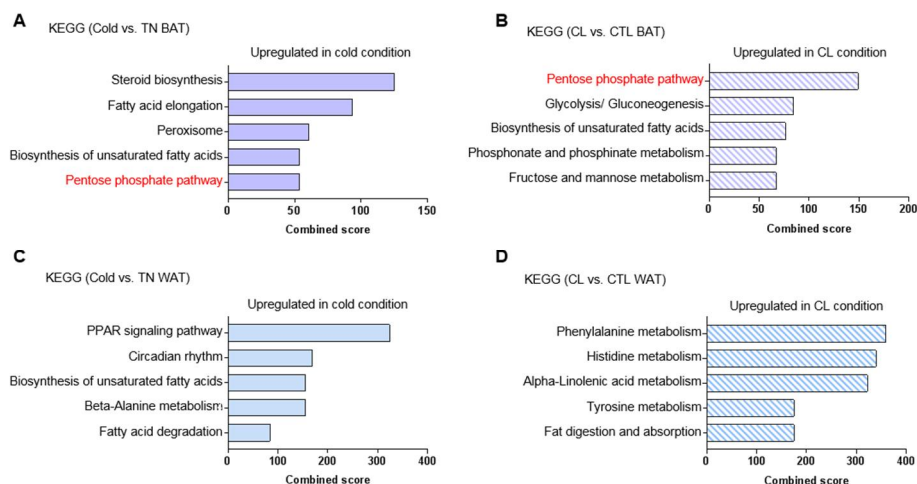 A
KEGG (Cold vs. TN BAT)
Upregulated in cold condition
Steroid biosynthesis
Fatty acid elongation
Peroxisome
Biosynthesis of unsaturated fatty acids
Pentose phosphate pathway
0 50 100 150
Combined score
B
KEGG (CL vs. CTL BAT)
Upregulated in CL condition
Pentose phosphate pathway
Glycolysis/ Gluconeogenesis
Biosynthesis of unsaturated fatty acids
Phosphonate and phosphinate metabolism
Fructose and mannose metabolism
0 50 100 150 200
Combined score
C
KEGG (Cold vs. TN WAT)
Upregulated in cold condition
PPAR signaling pathway
Circadian rhythm
Biosynthesis of unsaturated fatty acids
Beta-Alanine metabolism
Fatty acid degradation
0 100 200 300 400
Combined score
D
KEGG (CL vs. CTL WAT)
Upregulated in CL condition
Phenylalanine metabolism
Histidine metabolism
Alpha-Linolenic acid metabolism
Tyrosine metabolism
Fat digestion and absorption
0 100 200 300 400
Combined score